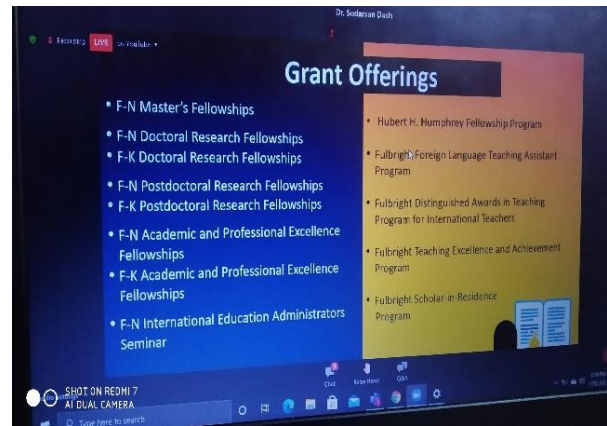 Dr. Sudarsan Dash
Recording LIVE on YouTube
Grant Offerings
• F-N Master's Fellowships
• F-N Doctoral Research Fellowships
• F-K Doctoral Research Fellowships
• F-N Postdoctoral Research Fellowships
• F-K Postdoctoral Research Fellowships
• F-N Academic and Professional Excellence
Fellowships
• F-K Academic and Professional Excellence
Fellowships
• F-N International Education Administrators
Seminar
• Hubert H. Humphrey Fellowship Program
• Fulbright Foreign Language Teaching Assistant
Program
• Fulbright Distinguished Awards in Teaching
Program for International Teachers
• Fulbright Teaching Excellence and Achievement
Program
• Fulbright Scholar-in-Residence
Program
Chat Raise Hand Q&A
SHOT ON REDMI 7
AI DUAL CAMERA
Type here to search